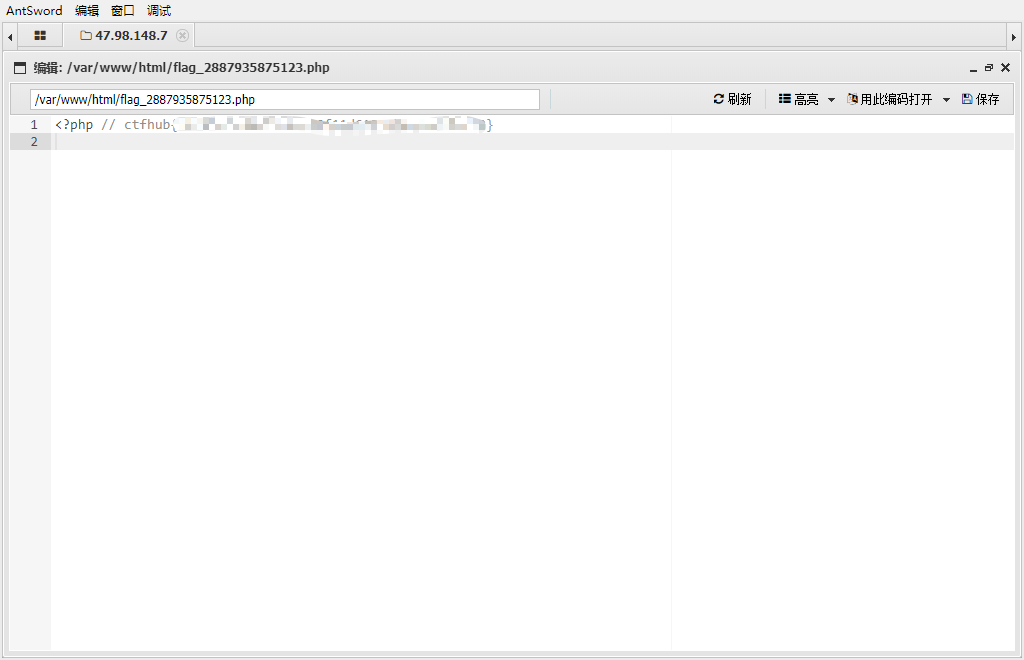 AntSword 编辑 窗口 调试
47.98.148.7
编辑: /var/www/html/flag_2887935875123.php
/var/www/html/flag_2887935875123.php 刷新 高亮 用此编码打开 保存
1 <?php // ctfhub{ }
2